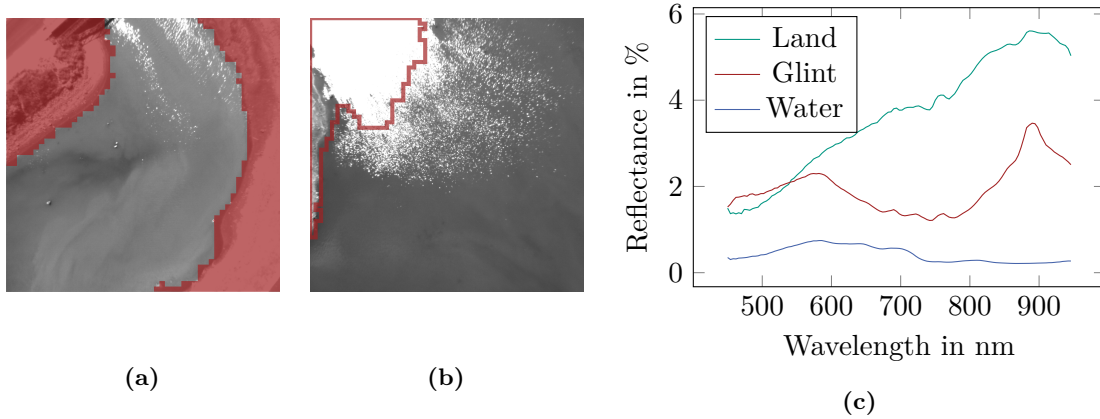 (a)
(b)
6
4
2
0
Reflectance in %
Land
Glint
Water
500 600 700 800 900
Wavelength in nm
(c)